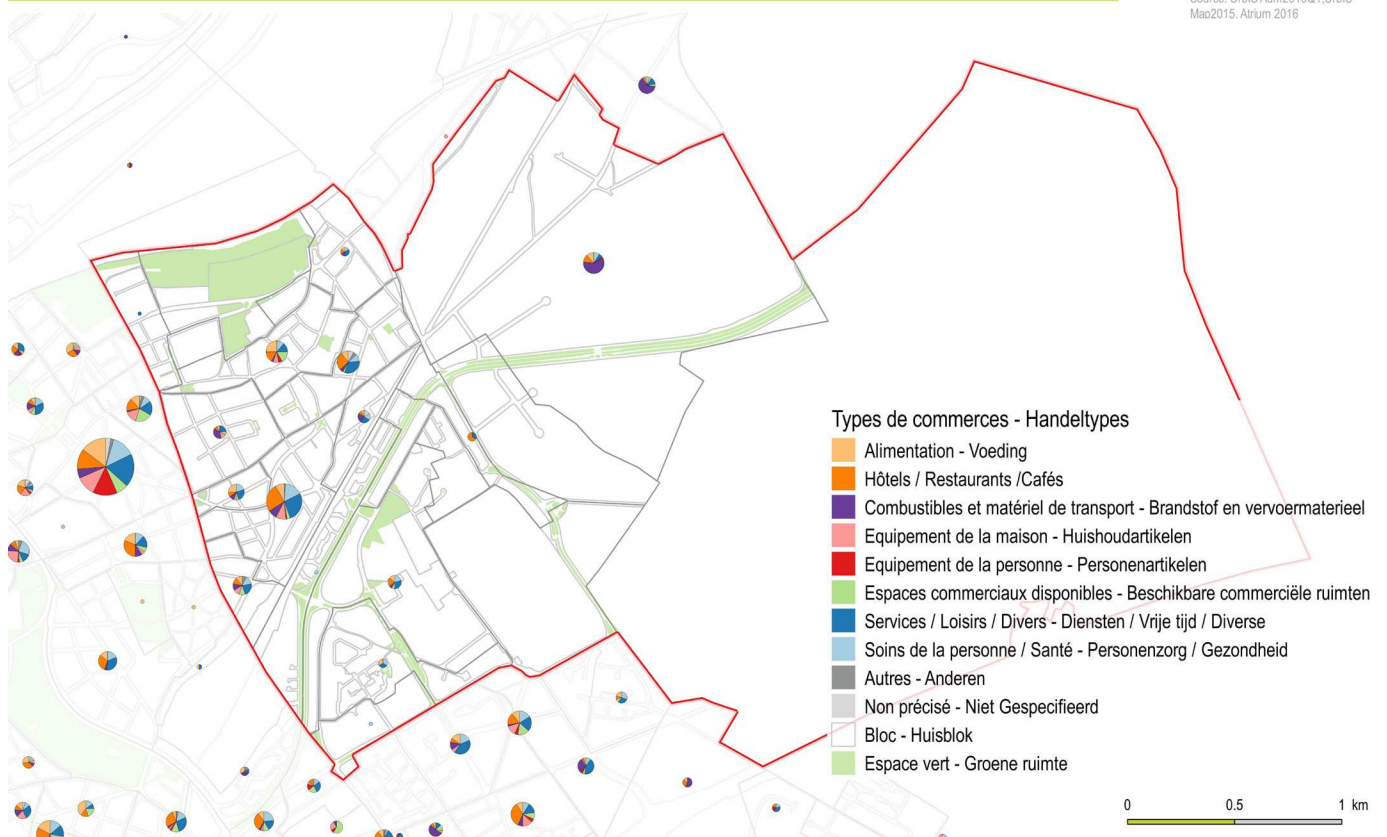 Map2015, Atrium 2016
Types de commerces - Handeltypes
Alimentation - Voeding
Hôtels / Restaurants /Cafés
Combustibles et matériel de transport - Brandstof en vervoermaterieel
Equipement de la maison - Huishoudartikelen
Equipement de la personne - Personenartikelen
Espaces commerciaux disponibles - Beschikbare commerciële ruimten
Services / Loisirs / Divers - Diensten / Vrije tijd / Diverse
Soins de la personne / Santé - Personenzorg / Gezondheid
Autres - Anderen
Non précisé - Niet Gespecifieerd
Bloc - Huisblok
Espace vert - Groene ruimte
0 0.5 1 km